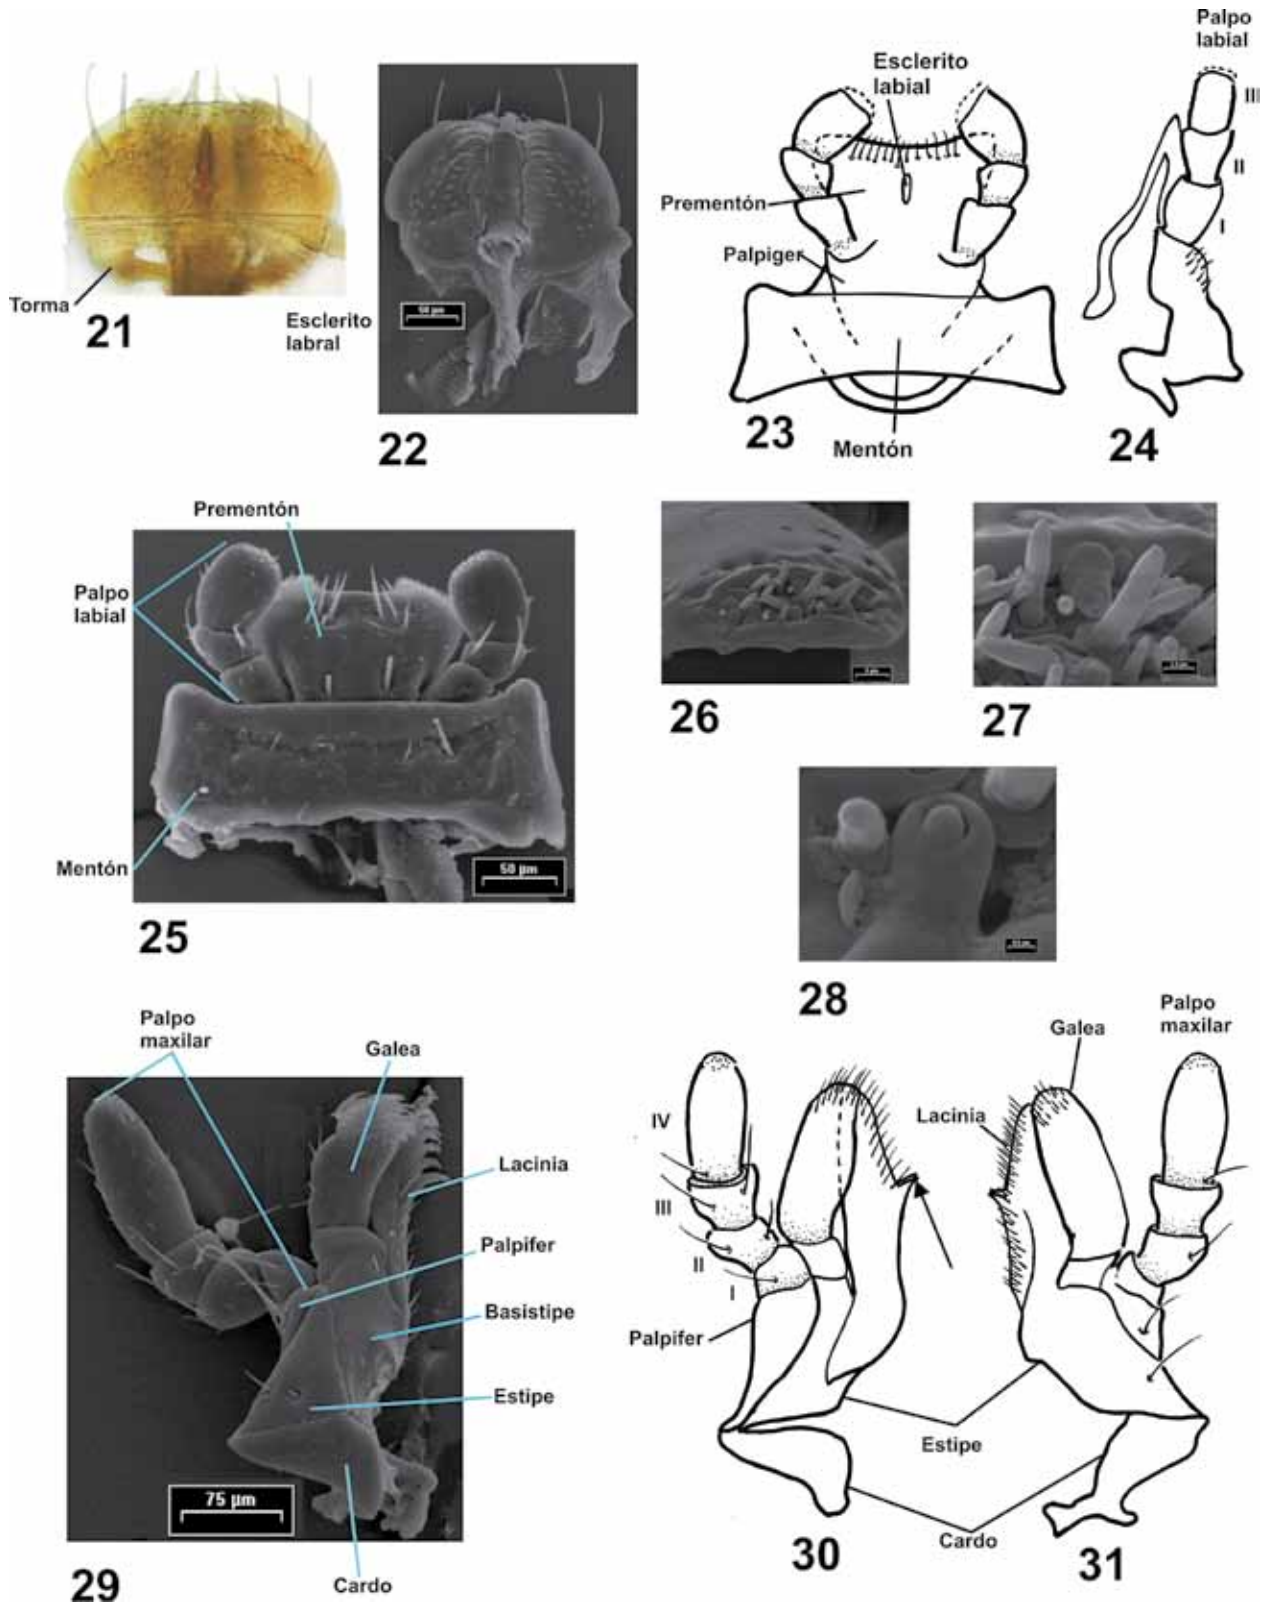 Torma
21
Esclerito
labral
50 µm
22
Esclerito
labial
Prementón
Palpiger
Mentón
23
Palpo
labial
III
II
I
24
Prementón
Palpo
labial
Mentón
50 µm
25
26
27
28
Palpo
maxilar
Galea
Lacinia
Palpifer
Basistipe
Estipe
Cardo
75 µm
29
IV
III
II
I
Palpifer
30
Galea
Palpo
maxilar
Lacinia
Estipe
Cardo
31